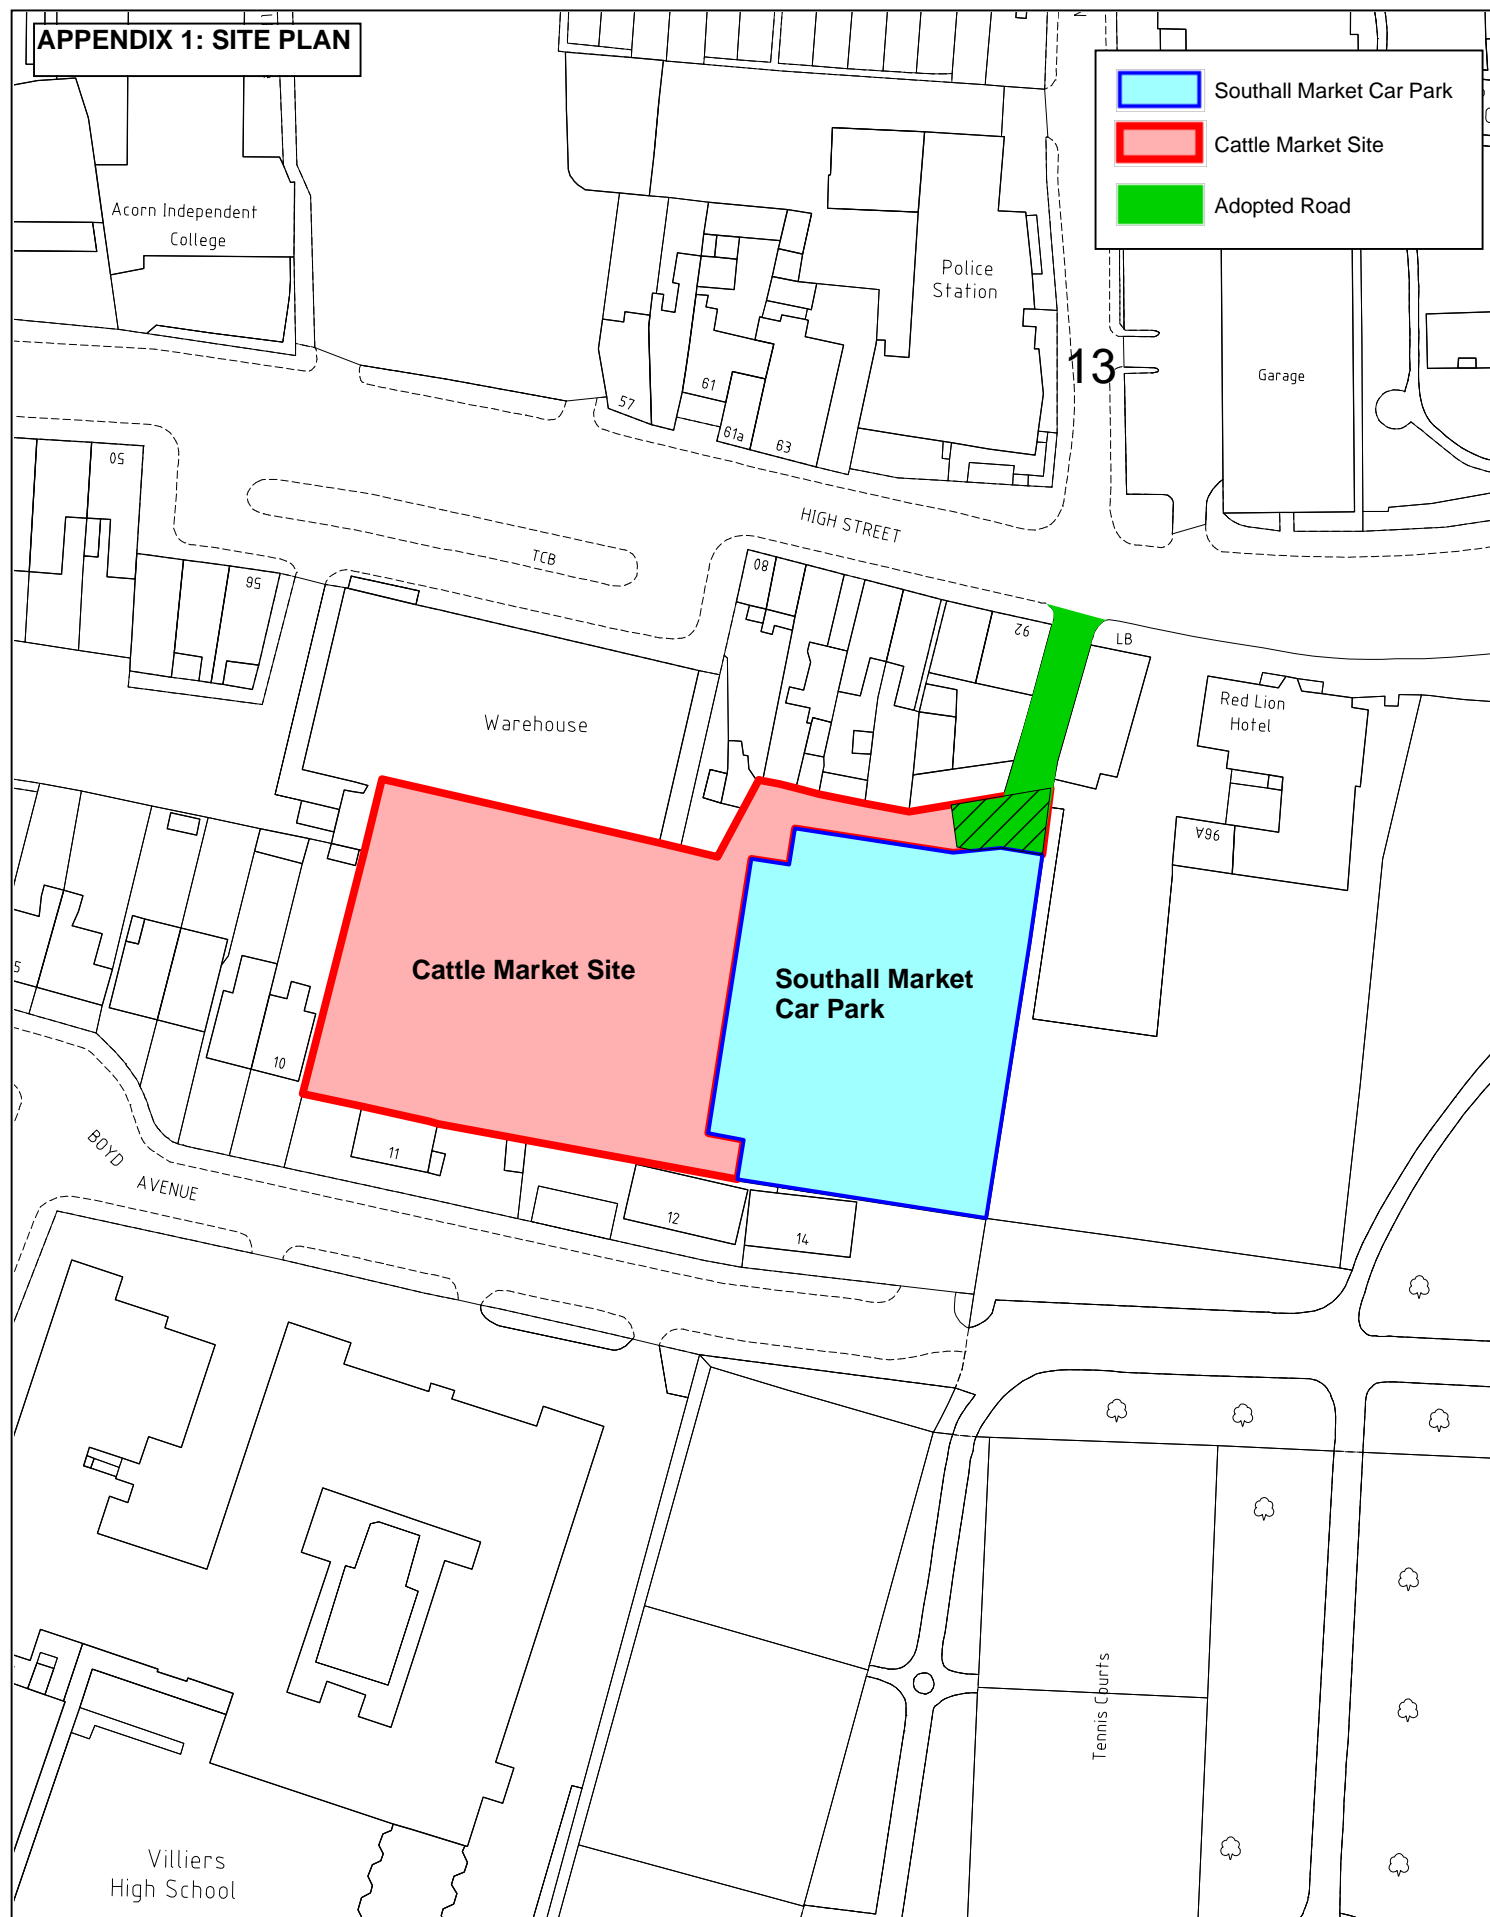 APPENDIX 1: SITE PLAN
Southall Market Car Park
Cattle Market Site
Adopted Road
Acorn Independent
College
Police
Station
13
Garage
57
61
61a
63
50
56
TCB
HIGH STREET
80
92
LB
Red Lion
Hotel
96A
Warehouse
Cattle Market Site
Southall Market
Car Park
5
10
11
12
14
BOYD
AVENUE
Tennis Courts
Villiers
High School